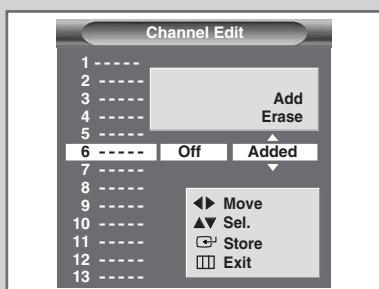 Channel Edit
1 -----
2 -----
3 ----- Add
4 ----- Erase
5 -----
6 ----- Off Added
7 -----
8 -----
9 ----- Move
10 ----- Sel.
11 ----- Store
12 ----- Exit
13 -----